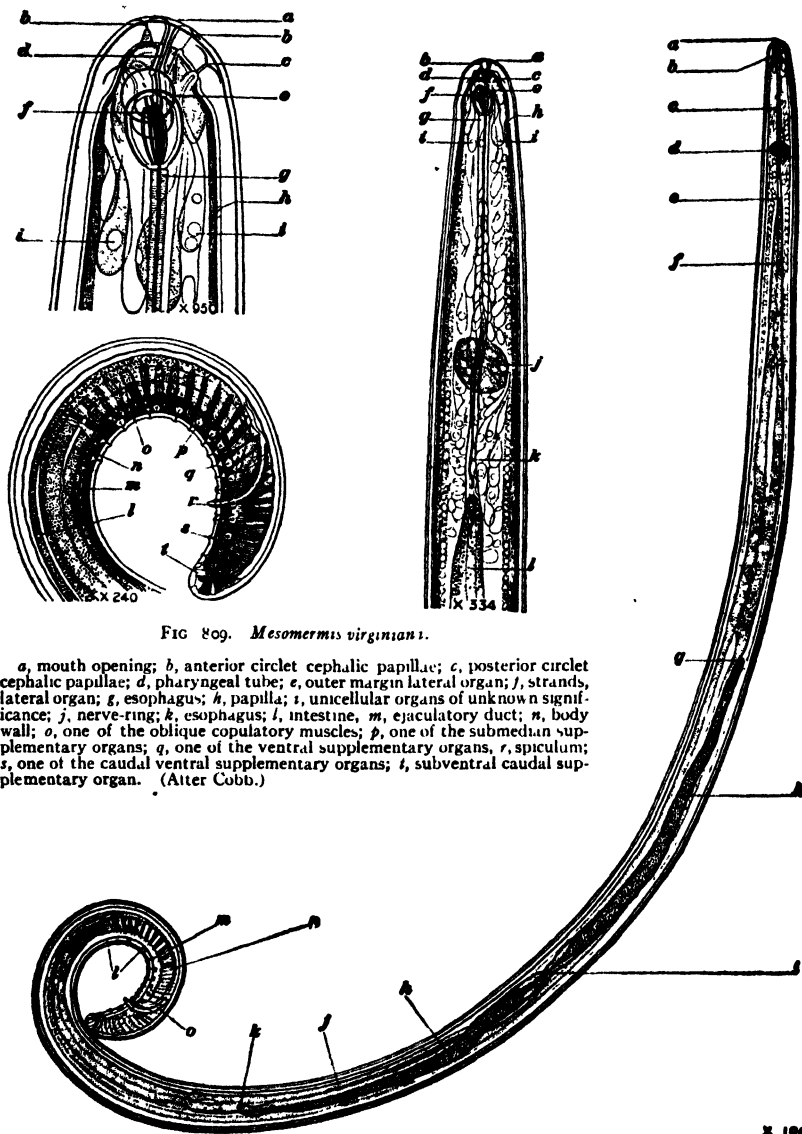 b a
b
d
c
f e
g
h
i i
X 950
b a
d c
f e
g h
i i
j
k
l
X 334
a
b
c
d
e
f
g
h
o p
n q
m
l r
s
t
X 240
FIG 809. Mesomermis virginiani.
a, mouth opening; b, anterior circlet cephalic papillae; c, posterior circlet
cephalic papillae; d, pharyngeal tube; e, outer margin lateral organ; f, strands,
lateral organ; g, esophagus; h, papilla; i, unicellular organs of unknown signif-
icance; j, nerve-ring; k, esophagus; l, intestine, m, ejaculatory duct; n, body
wall; o, one of the oblique copulatory muscles; p, one of the submedian sup-
plementary organs; q, one of the ventral supplementary organs, r, spiculum;
s, one of the caudal ventral supplementary organs; t, subventral caudal sup-
plementary organ. (After Cobb.)
m n
l
i
h
o k j